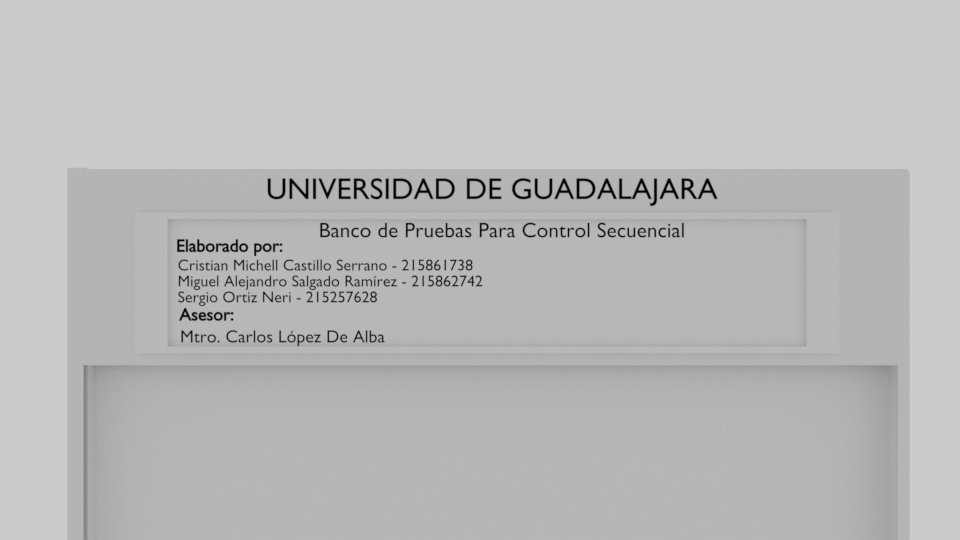 UNIVERSIDAD DE GUADALAJARA
Banco de Pruebas Para Control Secuencial
Elaborado por:
Cristian Michell Castillo Serrano - 215861738
Miguel Alejandro Salgado Ramírez - 215862742
Sergio Ortiz Neri - 215257628
Asesor:
Mtro. Carlos López De Alba